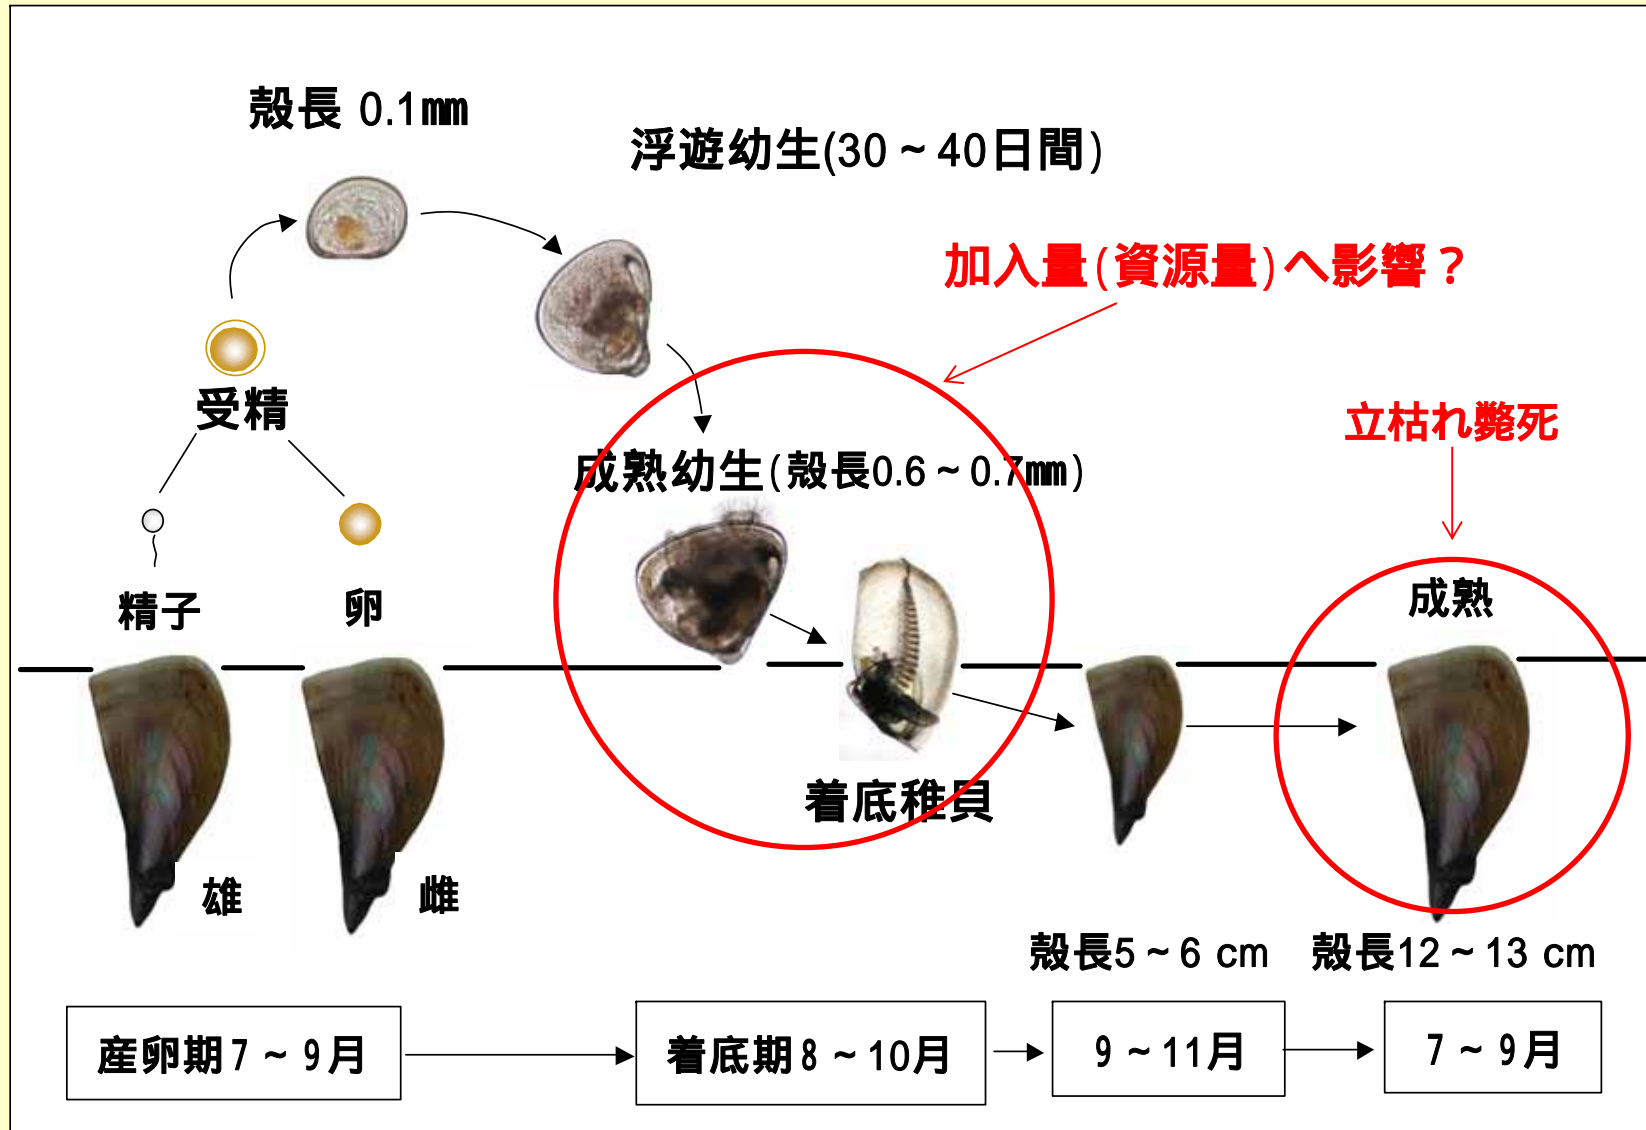 殻長 0.1㎜
浮遊幼生(30～40日間)
加入量(資源量)へ影響？
受精
立枯れ斃死
成熟幼生(殻長0.6～0.7㎜)
精子
卵
成熟
着底稚貝
雄
雌
殻長5～6 cm
殻長12～13 cm
産卵期7～9月
着底期8～10月
9～11月
7～9月